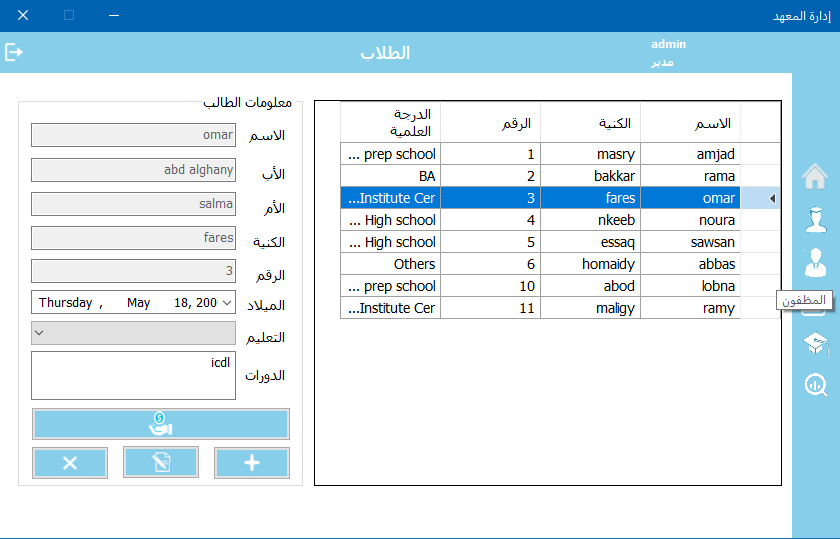 إدارة المعهد
admin
مدير
الطلاب
الاسم الكنية الرقم الدرجة العلمية
amjad masry 1 prep school ...
rama bakkar 2 BA
omar fares 3 Institute Cer...
noura nkeeb 4 High school ...
sawsan essaq 5 High school ...
abbas homaidy 6 Others
lobna abod 10 prep school ...
ramy maligy 11 Institute Cer...
المظفون
معلومات الطالب
الاسم omar
الأب abd alghany
الأم salma
الكنية fares
الرقم 3
الميلاد Thursday , May 18, 200
التعليم
الدورات icdl